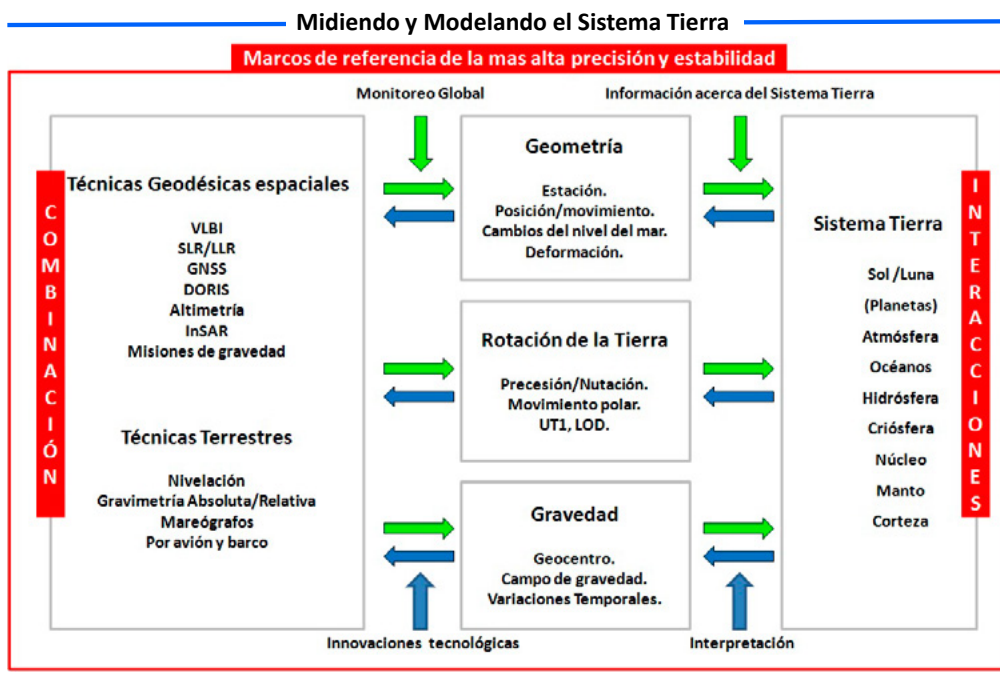 Midiendo y Modelando el Sistema Tierra
Marcos de referencia de la mas alta precisión y estabilidad
Monitoreo Global
Información acerca del Sistema Tierra
COMBINACIÓN
Técnicas Geodésicas espaciales
VLBI
SLR/LLR
GNSS
DORIS
Altimetría
InSAR
Misiones de gravedad
Técnicas Terrestres
Nivelación
Gravimetría Absoluta/Relativa
Mareógrafos
Por avión y barco
Geometría
Estación.
Posición/movimiento.
Cambios del nivel del mar.
Deformación.
Rotación de la Tierra
Precesión/Nutación.
Movimiento polar.
UT1, LOD.
Gravedad
Geocentro.
Campo de gravedad.
Variaciones Temporales.
Sistema Tierra
Sol /Luna
(Planetas)
Atmósfera
Océanos
Hidrósfera
Criósfera
Núcleo
Manto
Corteza
INTERACCIONES
Innovaciones tecnológicas
Interpretación